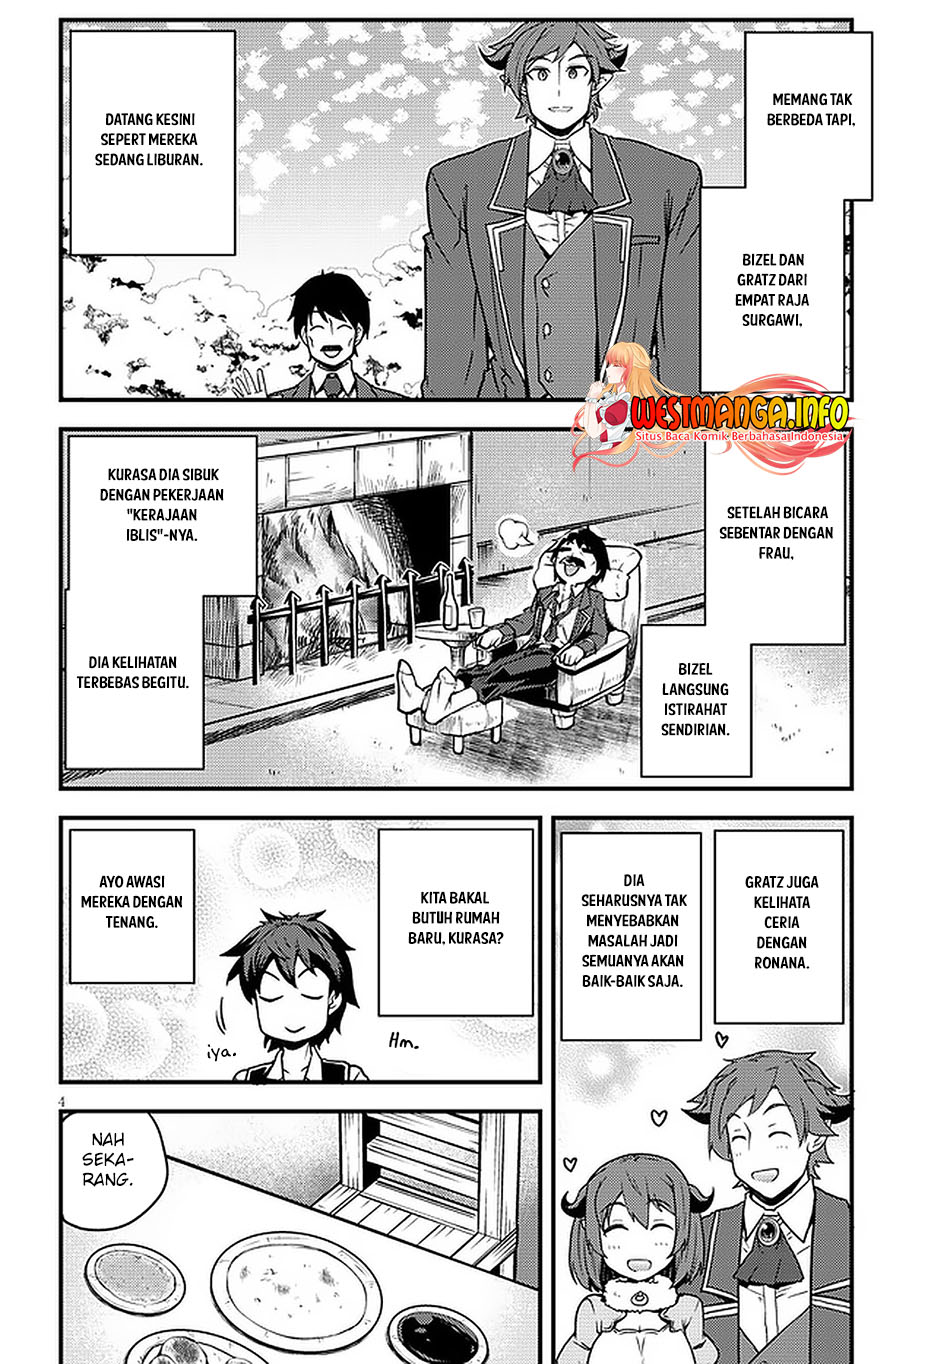 MEMANG TAK
BERBEDA TAPI,
BIZEL DAN
GRATZ DARI
EMPAT RAJA
SURGAWI,
DATANG KESINI
SEPERT MEREKA
SEDANG LIBURAN.
WESTMANGA.INFO
Situs Baca Komik Berbahasa Indonesia
SETELAH BICARA
SEBENTAR DENGAN
FRAU,
BIZEL
LANGSUNG
ISTIRAHAT
SENDIRIAN.
KURASA DIA SIBUK
DENGAN PEKERJAAN
"KERAJAAN
IBLIS"-NYA.
DIA KELIHATAN
TERBEBAS BEGITU.
GRATZ JUGA
KELIHATA
CERIA
DENGAN
RONANA.
DIA
SEHARUSNYA TAK
MENYEBABKAN
MASALAH JADI
SEMUANYA AKAN
BAIK-BAIK SAJA.
KITA BAKAL
BUTUH RUMAH
BARU, KURASA?
Hm.
AYO AWASI
MEREKA DENGAN
TENANG.
iya.
4
NAH
SEKA-
RANG.